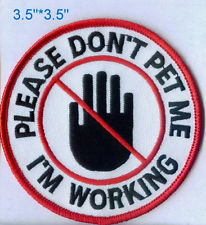 3.5"*3.5"
PLEASE DON'T PET ME
I'M WORKING